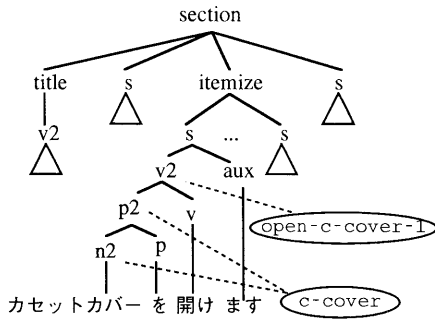 section
title s itemize s
v2 s ... s
v2 aux
p2 v
open-c-cover-1
n2 p
カセットカバー を 開け ます c-cover